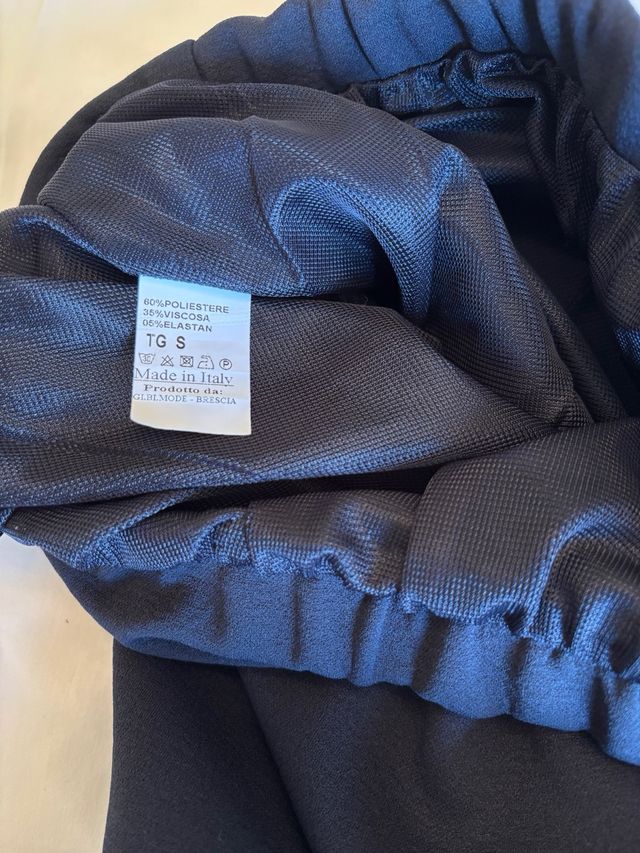 60%POLIESTERE
35%VISCOSA
05%ELASTAN
TG S
Made in Italy
Prodotto da:
GLBLMODE - BRESCIA